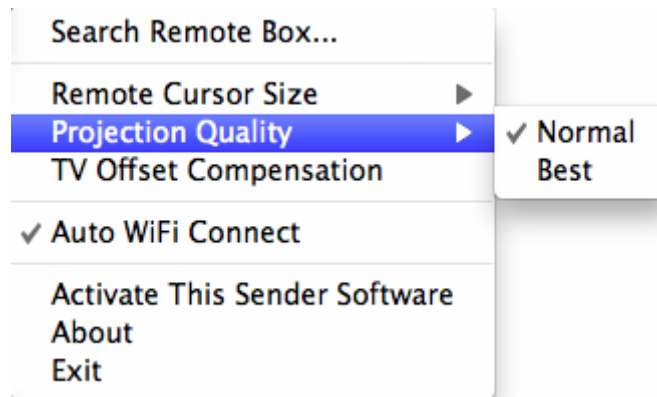 Search Remote Box...
Remote Cursor Size
Projection Quality
Normal
TV Offset Compensation
Best
Auto WiFi Connect
Activate This Sender Software
About
Exit